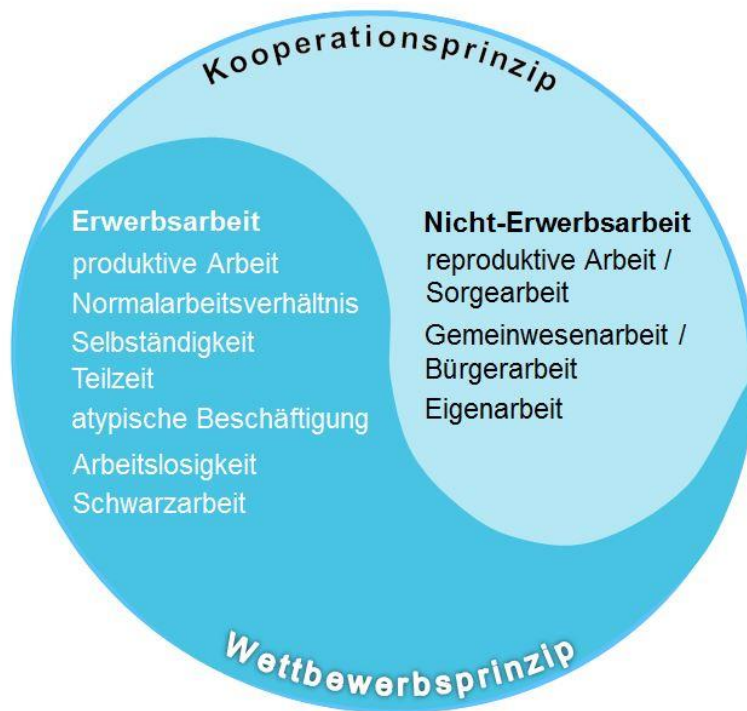 Kooperationsprinzip
Erwerbsarbeit
produktive Arbeit
Normalarbeitsverhältnis
Selbständigkeit
Teilzeit
atypische Beschäftigung
Arbeitslosigkeit
Schwarzarbeit
Nicht-Erwerbsarbeit
reproduktive Arbeit /
Sorgearbeit
Gemeinwesenarbeit /
Bürgerarbeit
Eigenarbeit
Wettbewerbsprinzip